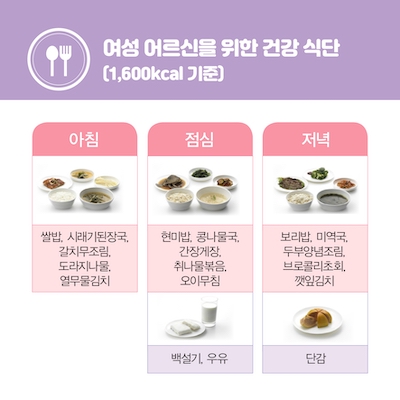 여성 어르신을 위한 건강 식단
(1,600kcal 기준)
아침
쌀밥, 시래기된장국,
갈치무조림,
도라지나물,
열무물김치
점심
현미밥, 콩나물국,
간장게장,
취나물볶음,
오이무침
백설기, 우유
저녁
보리밥, 미역국,
두부양념조림,
브로콜리초회,
깻잎김치
단감